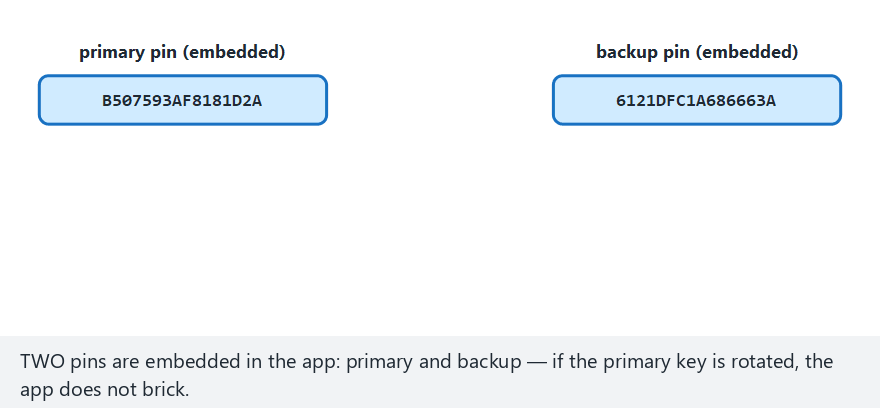 primary pin (embedded)
backup pin (embedded)
B507593AF8181D2A
6121DFC1A686663A
TWO pins are embedded in the app: primary and backup — if the primary key is rotated, the
app does not brick.